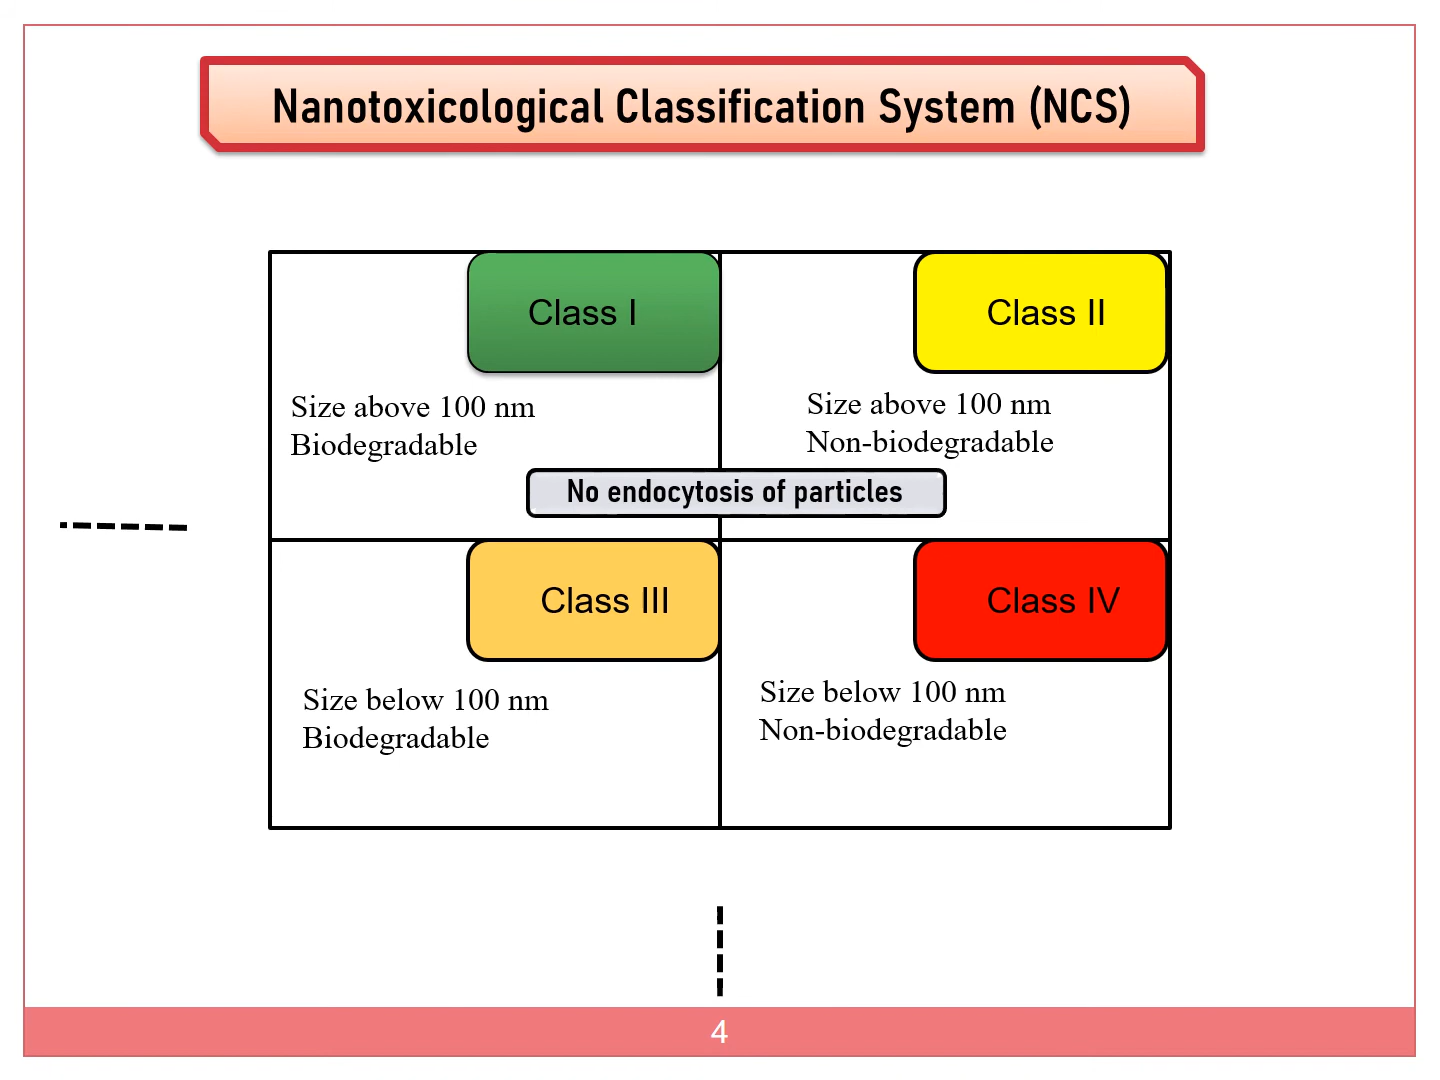 Nanotoxicological Classification System (NCS)
Class I
Size above 100 nm
Biodegradable
Class II
Size above 100 nm
Non-biodegradable
No endocytosis of particles
Class III
Size below 100 nm
Biodegradable
Class IV
Size below 100 nm
Non-biodegradable
4